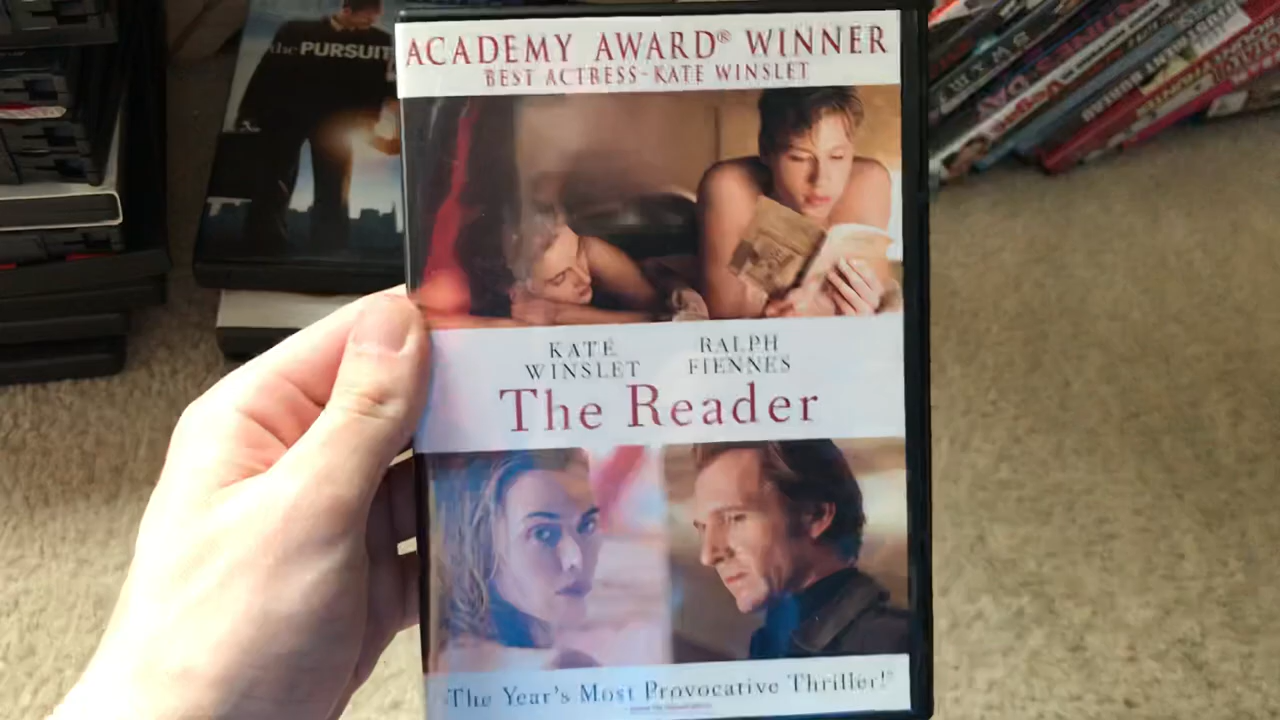 the PURSUIT
ACADEMY AWARD® WINNER
BEST ACTRESS-KATE WINSLET
KATE WINSLET
RALPH FIENNES
The Reader
"The Year's Most Provocative Thriller!"